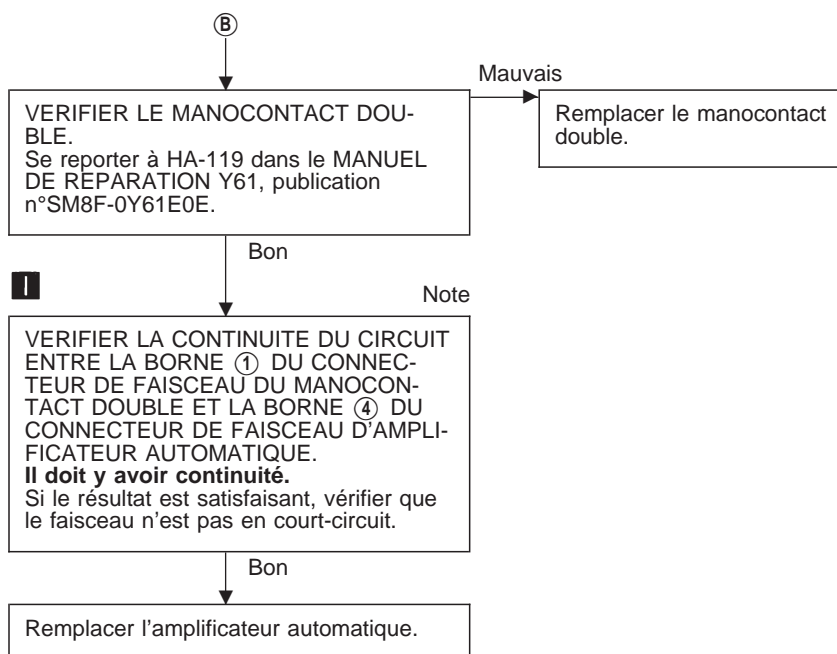 B
Mauvais
VERIFIER LE MANOCONTACT DOU-
BLE.
Se reporter à HA-119 dans le MANUEL
DE REPARATION Y61, publication
n°SM8F-0Y61E0E.
Remplacer le manocontact
double.
Bon
I
Note
VERIFIER LA CONTINUITE DU CIRCUIT
ENTRE LA BORNE ① DU CONNEC-
TEUR DE FAISCEAU DU MANOCON-
TACT DOUBLE ET LA BORNE ④ DU
CONNECTEUR DE FAISCEAU D'AMPLI-
FICATEUR AUTOMATIQUE.
Il doit y avoir continuité.
Si le résultat est satisfaisant, vérifier que
le faisceau n'est pas en court-circuit.
Bon
Remplacer l'amplificateur automatique.